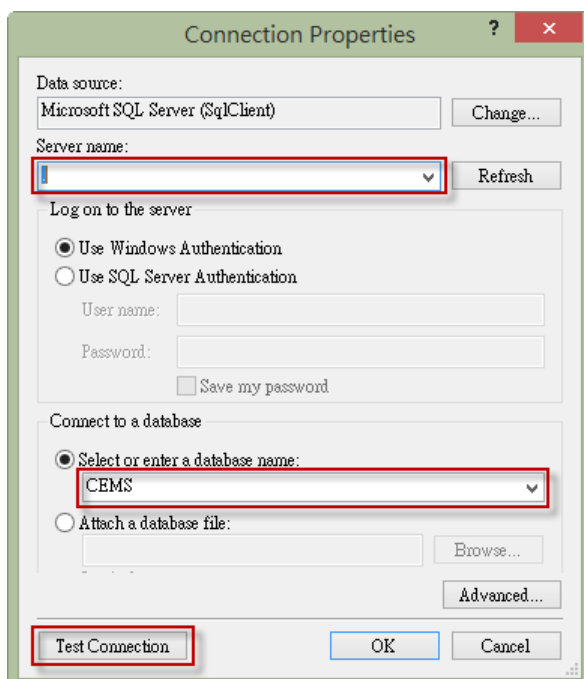 Connection Properties
?
×
Data source:
Microsoft SQL Server (SqlClient)
Change...
Server name:
.
Refresh
Log on to the server
Use Windows Authentication
Use SQL Server Authentication
User name:
Password:
Save my password
Connect to a database
Select or enter a database name:
CEMS
Attach a database file:
Browse...
Advanced...
Test Connection
OK
Cancel